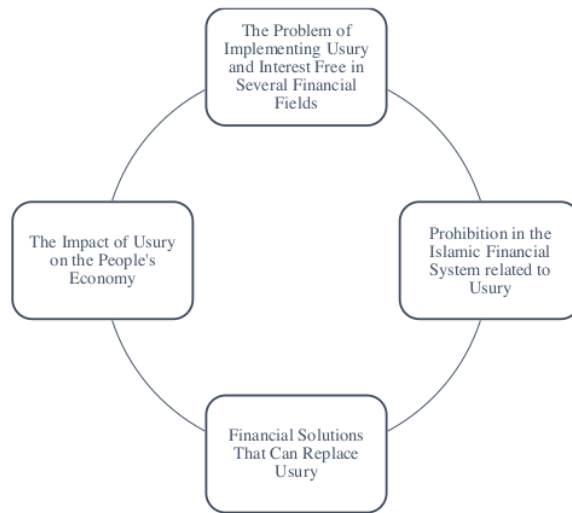 The Problem of
Implementing Usury
and Interest Free in
Several Financial
Fields
The Impact of Usury
on the People's
Economy
Prohibition in the
Islamic Financial
System related to
Usury
Financial Solutions
That Can Replace
Usury